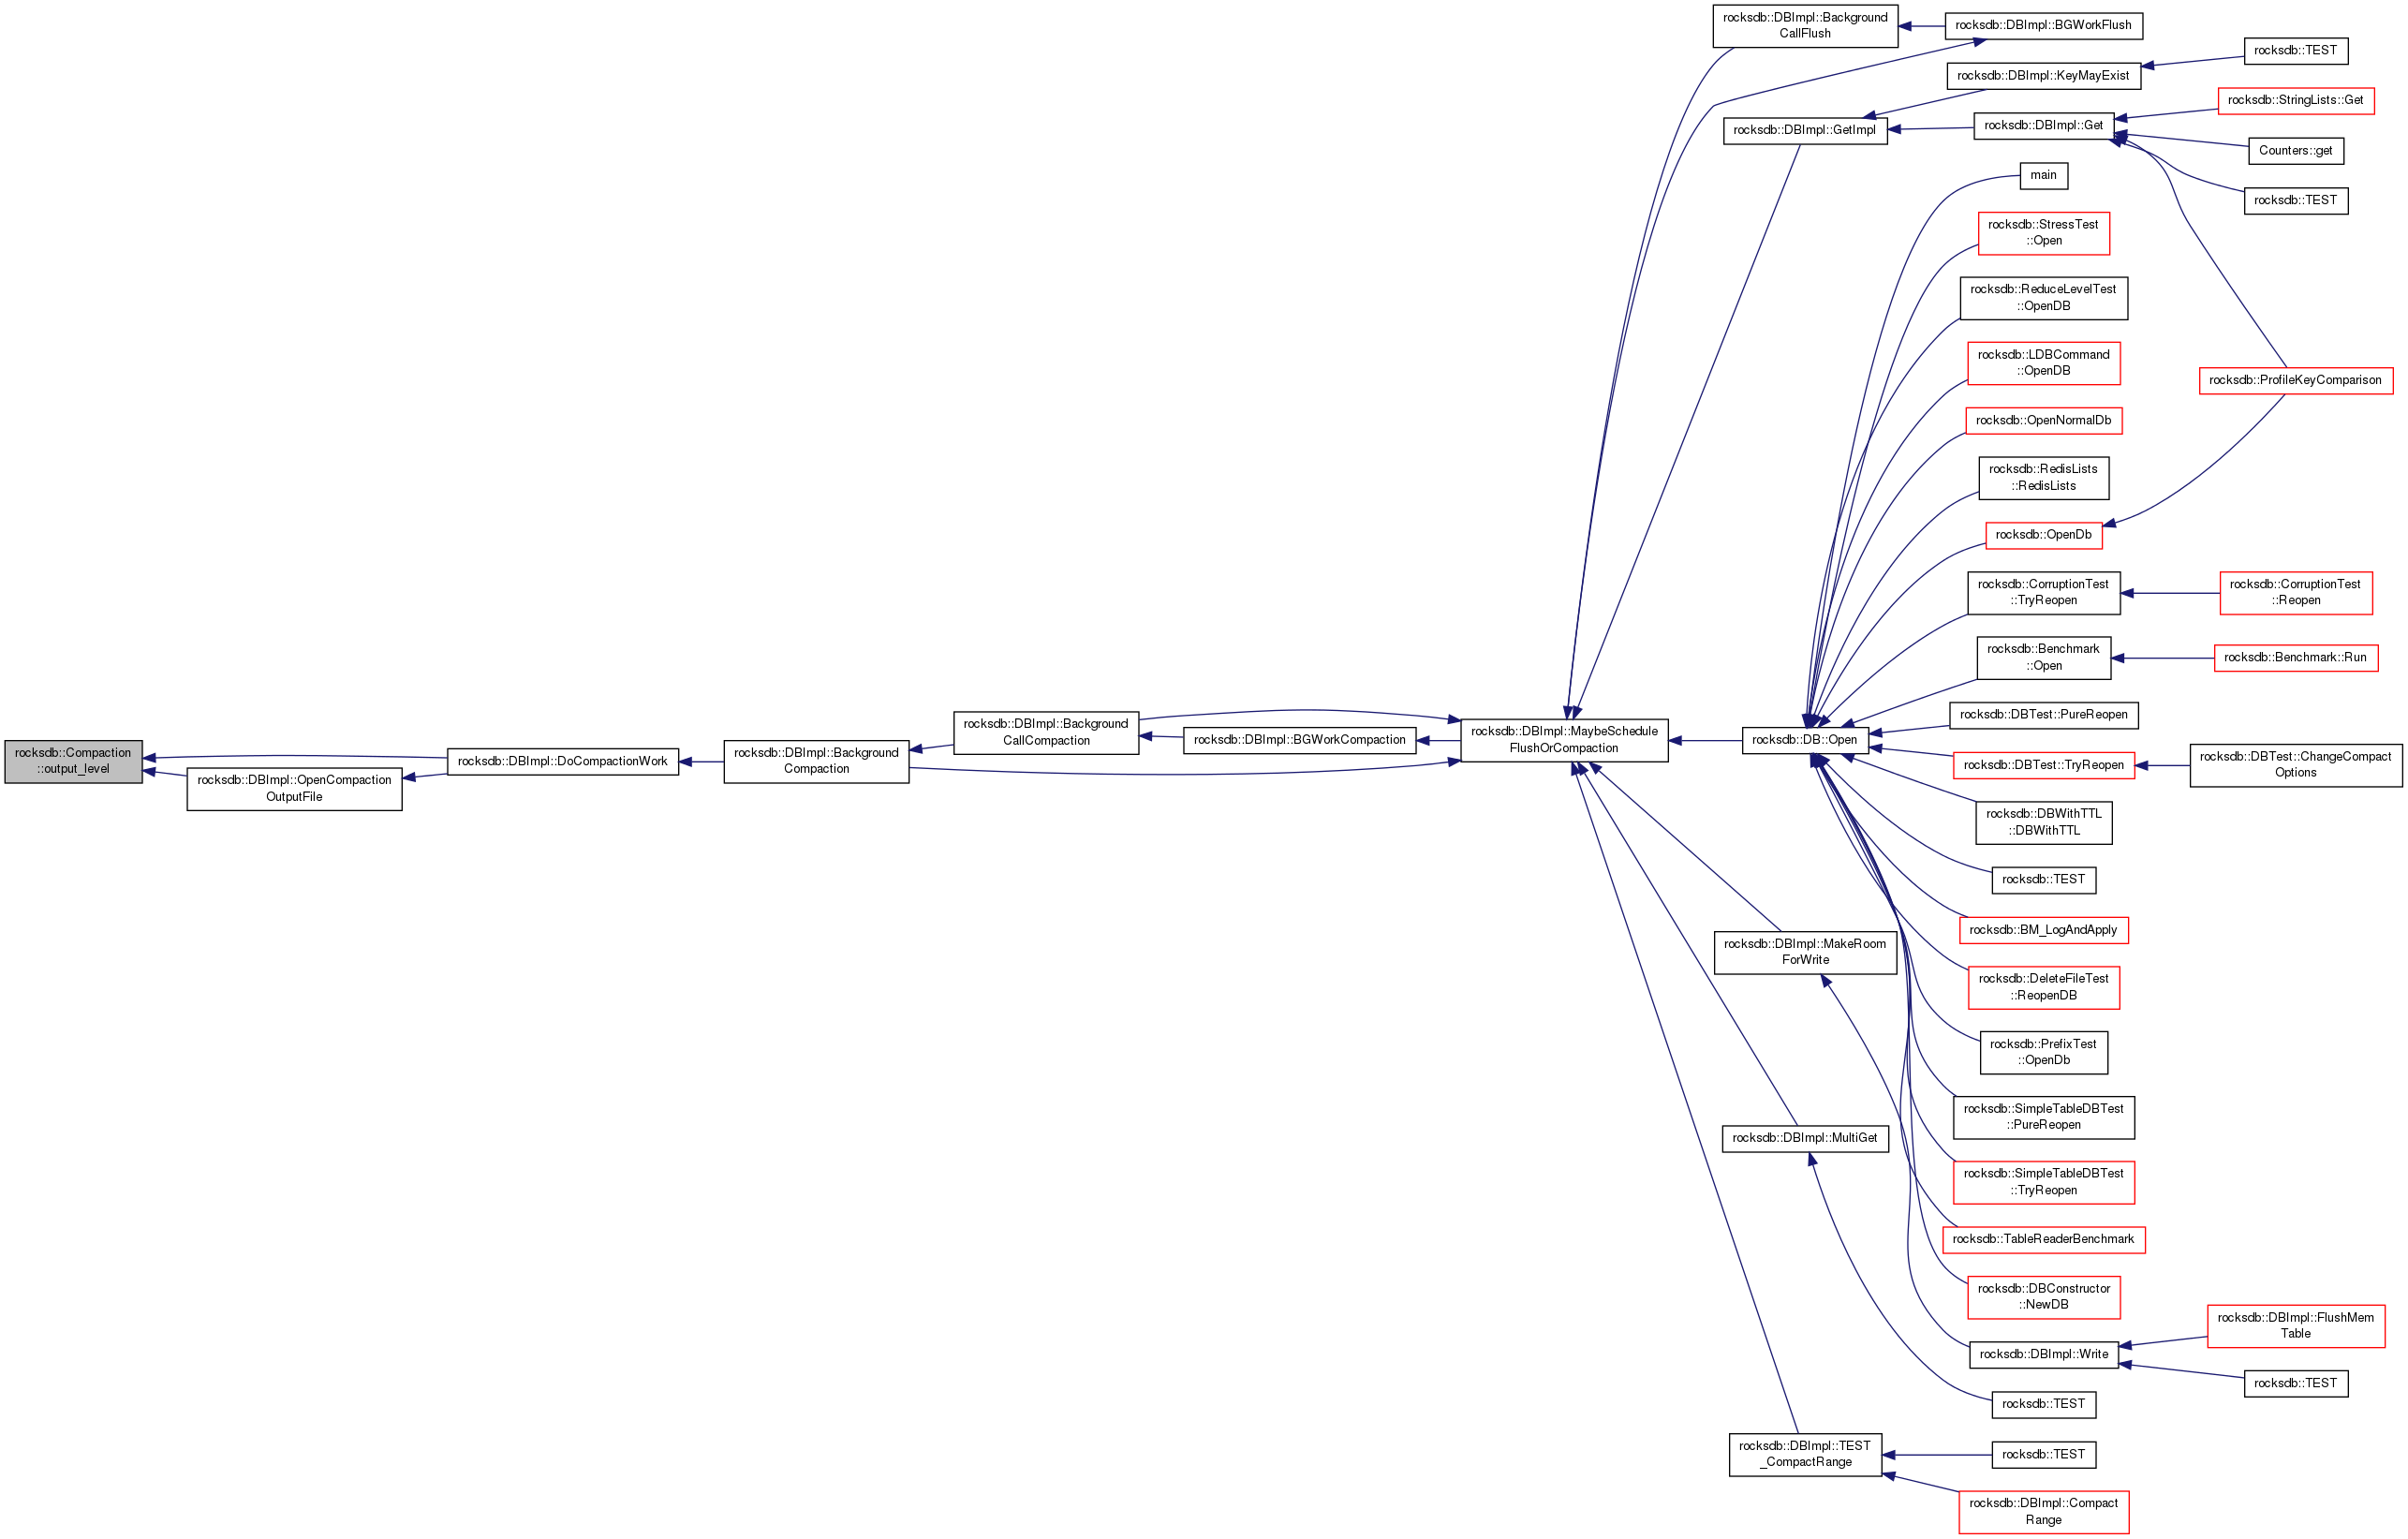 rocksdb::Compaction
::output_level
rocksdb::DBImpl::OpenCompaction
OutputFile
rocksdb::DBImpl::DoCompactionWork
rocksdb::DBImpl::Background
Compaction
rocksdb::DBImpl::Background
CallCompaction
rocksdb::DBImpl::BGWorkCompaction
rocksdb::DBImpl::MaybeSchedule
FlushOrCompaction
rocksdb::DBImpl::Background
CallFlush
rocksdb::DBImpl::BGWorkFlush
rocksdb::DBImpl::GetImpl
rocksdb::DBImpl::KeyMayExist
rocksdb::TEST
rocksdb::DBImpl::Get
rocksdb::StringLists::Get
Counters::get
rocksdb::TEST
rocksdb::ProfileKeyComparison
rocksdb::DB::Open
main
rocksdb::StressTest
::Open
rocksdb::ReduceLevelTest
::OpenDB
rocksdb::LDBCommand
::OpenDB
rocksdb::OpenNormalDb
rocksdb::RedisLists
::RedisLists
rocksdb::OpenDb
rocksdb::CorruptionTest
::TryReopen
rocksdb::CorruptionTest
::Reopen
rocksdb::Benchmark
::Open
rocksdb::Benchmark::Run
rocksdb::DBTest::PureReopen
rocksdb::DBTest::TryReopen
rocksdb::DBTest::ChangeCompact
Options
rocksdb::DBWithTTL
::DBWithTTL
rocksdb::TEST
rocksdb::BM_LogAndApply
rocksdb::DeleteFileTest
::ReopenDB
rocksdb::PrefixTest
::OpenDb
rocksdb::SimpleTableDBTest
::PureReopen
rocksdb::SimpleTableDBTest
::TryReopen
rocksdb::TableReaderBenchmark
rocksdb::DBConstructor
::NewDB
rocksdb::DBImpl::MakeRoom
ForWrite
rocksdb::DBImpl::Write
rocksdb::DBImpl::FlushMem
Table
rocksdb::TEST
rocksdb::DBImpl::MultiGet
rocksdb::TEST
rocksdb::DBImpl::TEST
_CompactRange
rocksdb::TEST
rocksdb::DBImpl::Compact
Range